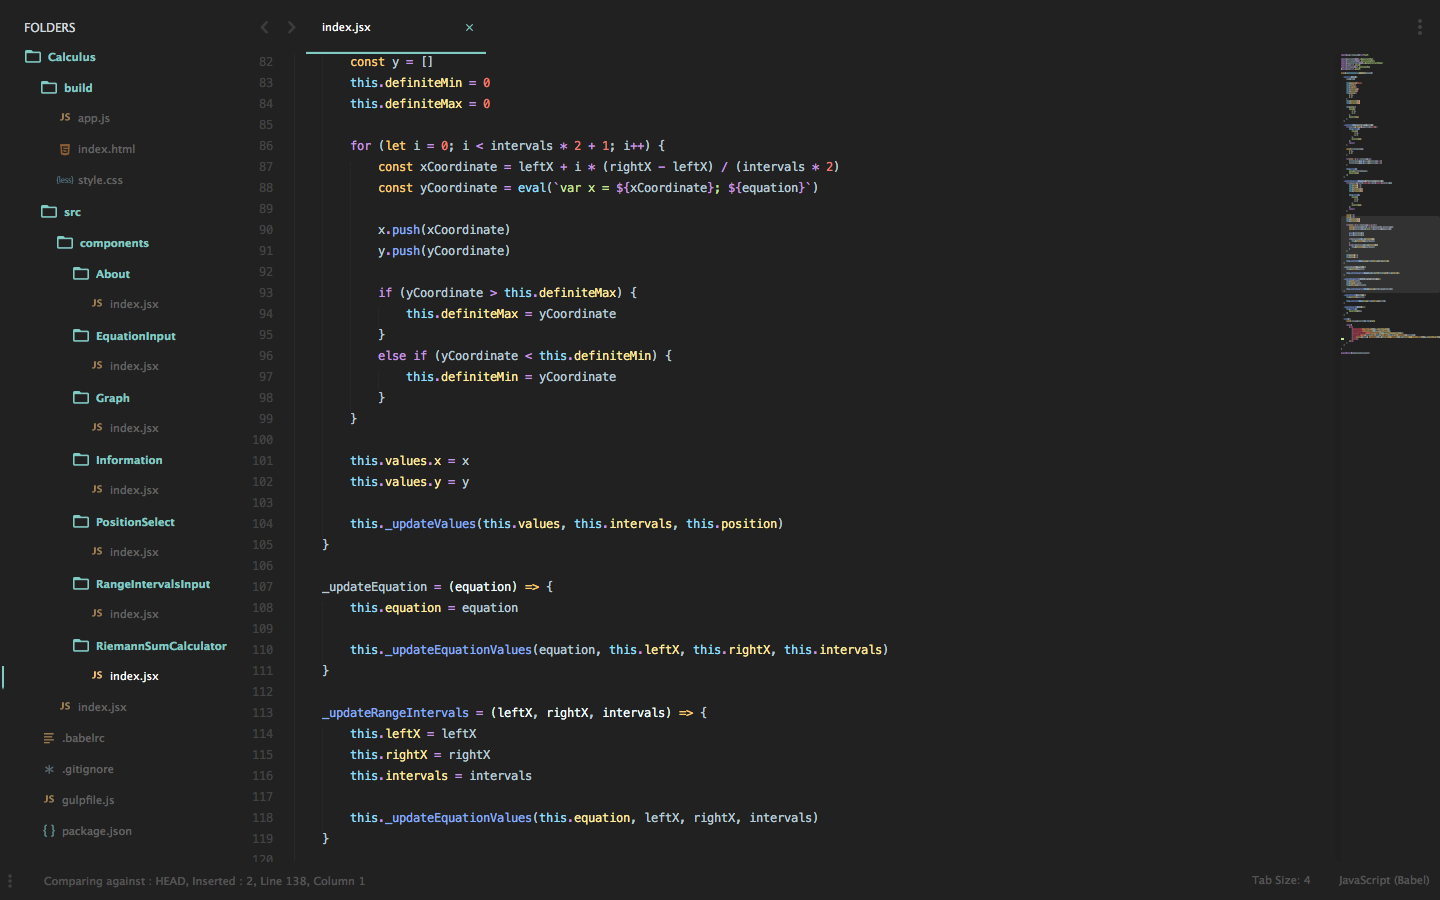 FOLDERS
Calculus
build
JS app.js
index.html
{less} style.css
src
components
About
JS index.jsx
EquationInput
JS index.jsx
Graph
JS index.jsx
Information
JS index.jsx
PositionSelect
JS index.jsx
RangeIntervalsInput
JS index.jsx
RiemannSumCalculator
JS index.jsx
JS index.jsx
.babelrc
.gitignore
JS gulpfile.js
{ } package.json
index.jsx ×
82 const y = []
83 this.definiteMin = 0
84 this.definiteMax = 0
85
86 for (let i = 0; i < intervals * 2 + 1; i++) {
87 const xCoordinate = leftX + i * (rightX - leftX) / (intervals * 2)
88 const yCoordinate = eval(`var x = ${xCoordinate}; ${equation}`)
89
90 x.push(xCoordinate)
91 y.push(yCoordinate)
92
93 if (yCoordinate > this.definiteMax) {
94 this.definiteMax = yCoordinate
95 }
96 else if (yCoordinate < this.definiteMin) {
97 this.definiteMin = yCoordinate
98 }
99 }
100
101 this.values.x = x
102 this.values.y = y
103
104 this._updateValues(this.values, this.intervals, this.position)
105 }
106
107 _updateEquation = (equation) => {
108 this.equation = equation
109
110 this._updateEquationValues(equation, this.leftX, this.rightX, this.intervals)
111 }
112
113 _updateRangeIntervals = (leftX, rightX, intervals) => {
114 this.leftX = leftX
115 this.rightX = rightX
116 this.intervals = intervals
117
118 this._updateEquationValues(this.equation, leftX, rightX, intervals)
119 }
120
Comparing against : HEAD, Inserted : 2, Line 138, Column 1
Tab Size: 4
JavaScript (Babel)